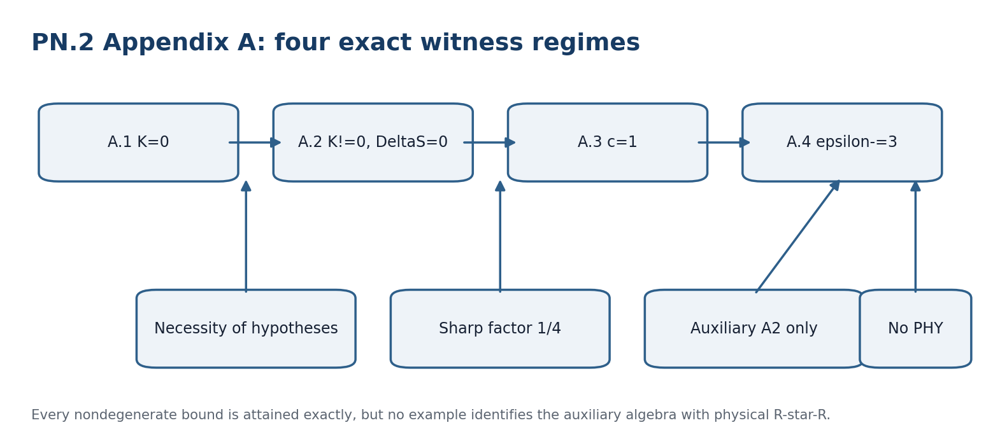 PN.2 Appendix A: four exact witness regimes
A.1 K=0
A.2 K!=0, DeltaS=0
A.3 c=1
A.4 epsilon-=3
Necessity of hypotheses
Sharp factor 1/4
Auxiliary A2 only
No PHY
Every nondegenerate bound is attained exactly, but no example identifies the auxiliary algebra with physical R-star-R.